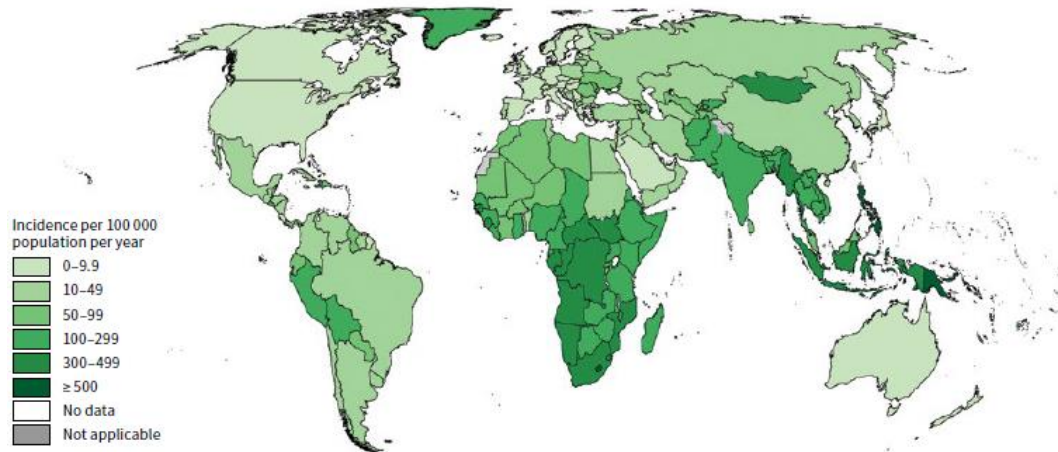 Incidence per 100 000
population per year
0–9.9
10–49
50–99
100–299
300–499
≥ 500
No data
Not applicable